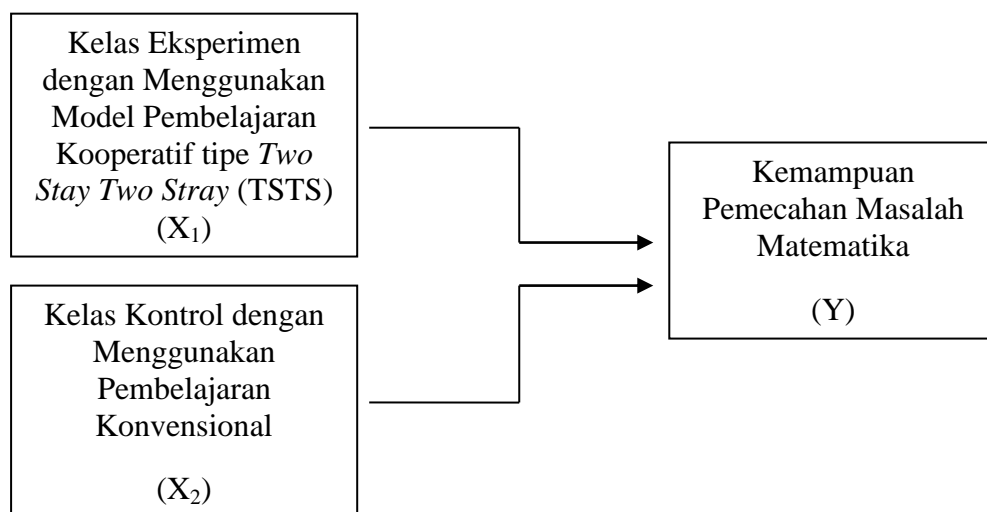 Kelas Eksperimen
dengan Menggunakan
Model Pembelajaran
Kooperatif tipe Two
Stay Two Stray (TSTS)
(X₁)
Kemampuan
Pemecahan Masalah
Matematika
(Y)
Kelas Kontrol dengan
Menggunakan
Pembelajaran
Konvensional
(X₂)